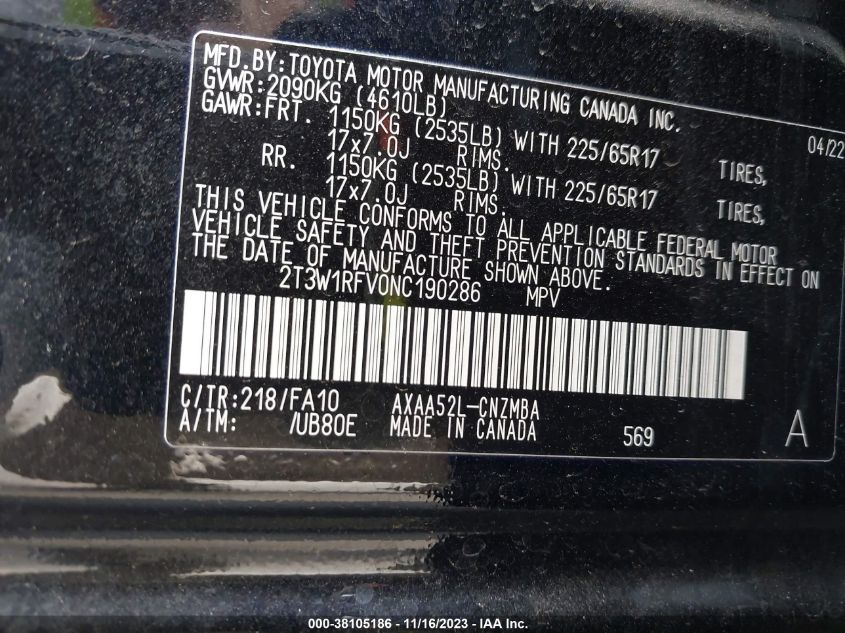 MFD.BY:TOYOTA MOTOR MANUFACTURING CANADA INC.
GVWR:2090KG (4610LB) 04/22
GAWR:FRT. 1150KG (2535LB) WITH 225/65R17 TIRES,
17x7.0J RIMS.
RR. 1150KG (2535LB) WITH 225/65R17 TIRES,
17x7.0J RIMS.
THIS VEHICLE CONFORMS TO ALL APPLICABLE FEDERAL MOTOR
VEHICLE SAFETY AND THEFT PREVENTION STANDARDS IN EFFECT ON
THE DATE OF MANUFACTURE SHOWN ABOVE.
2T3W1RFV0NC190286 MPV
C/TR:218/FA10 AXAA52L-CNZMBA
A/TM: /UB80E MADE IN CANADA 569 A
000-38105186 - 11/16/2023 - IAA Inc.